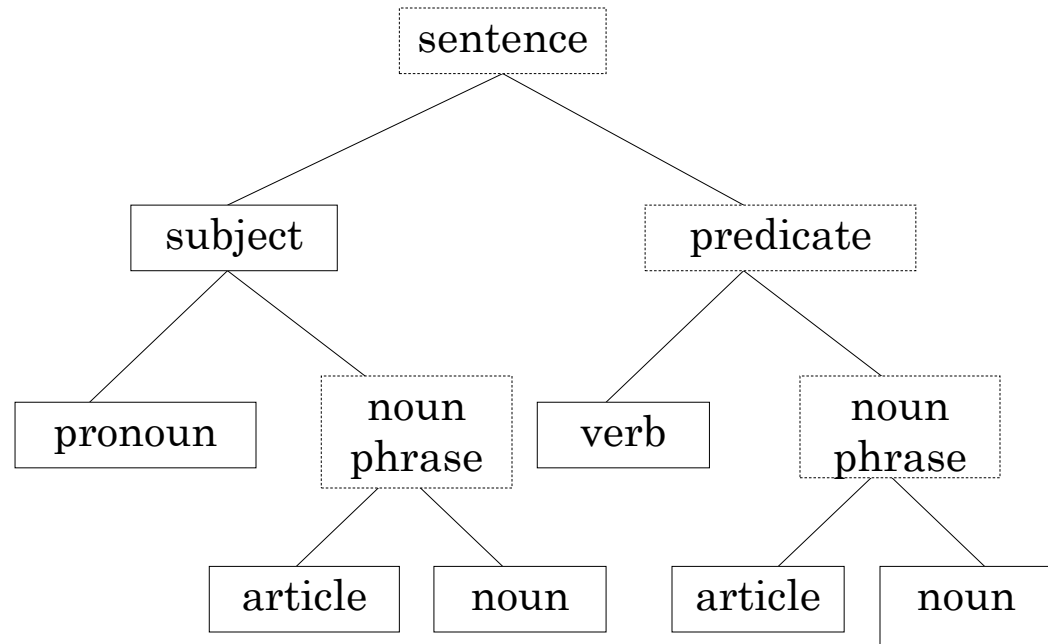 sentence
subject
predicate
pronoun
noun
phrase
verb
noun
phrase
article
noun
article
noun